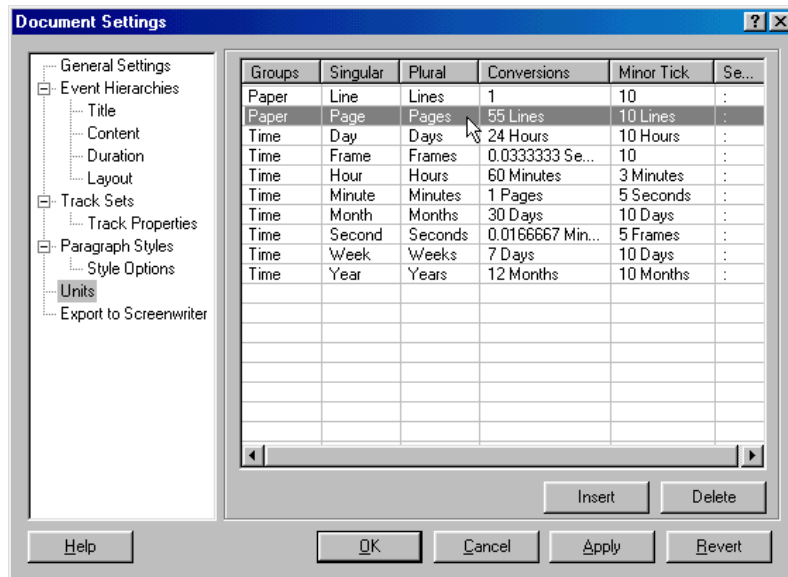 Document Settings
General Settings
Event Hierarchies
Title
Content
Duration
Layout
Track Sets
Track Properties
Paragraph Styles
Style Options
Units
Export to Screenwriter
Groups Singular Plural Conversions Minor Tick Se...
Paper Line Lines 1 10 :
Paper Page Pages 55 Lines 10 Lines :
Time Day Days 24 Hours 10 Hours :
Time Frame Frames 0.0333333 Se... 10 :
Time Hour Hours 60 Minutes 3 Minutes :
Time Minute Minutes 1 Pages 5 Seconds :
Time Month Months 30 Days 10 Days :
Time Second Seconds 0.0166667 Min... 5 Frames :
Time Week Weeks 7 Days 10 Days :
Time Year Years 12 Months 10 Months :
Insert Delete
Help OK Cancel Apply Revert